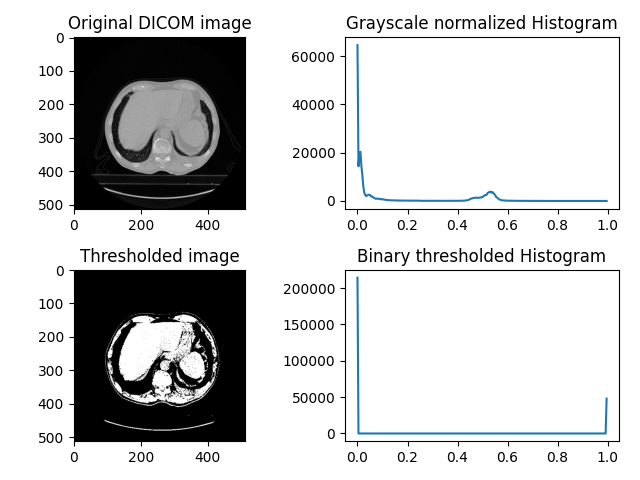 Original DICOM image
0
100
200
300
400
500
0 200 400
Grayscale normalized Histogram
60000
40000
20000
0
0.0 0.2 0.4 0.6 0.8 1.0
Thresholded image
0
100
200
300
400
500
0 200 400
Binary thresholded Histogram
200000
150000
100000
50000
0
0.0 0.2 0.4 0.6 0.8 1.0